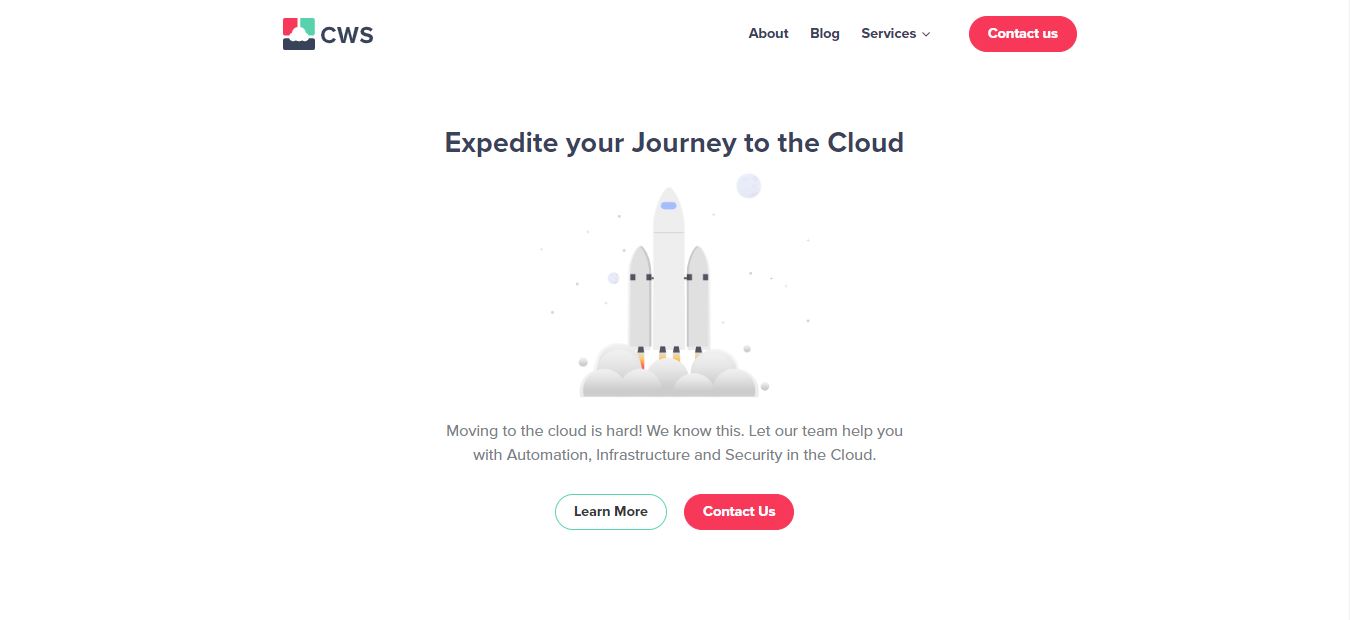 CWS
About
Blog
Services
Contact us
Expedite your Journey to the Cloud
Moving to the cloud is hard! We know this. Let our team help you
with Automation, Infrastructure and Security in the Cloud.
Learn More
Contact Us